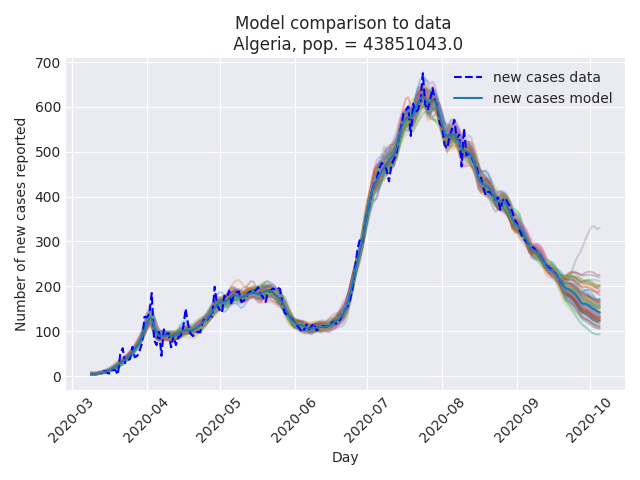 Model comparison to data
Algeria, pop. = 43851043.0
new cases data
new cases model
Number of new cases reported
700
600
500
400
300
200
100
0
2020-03
2020-04
2020-05
2020-06
2020-07
2020-08
2020-09
2020-10
Day